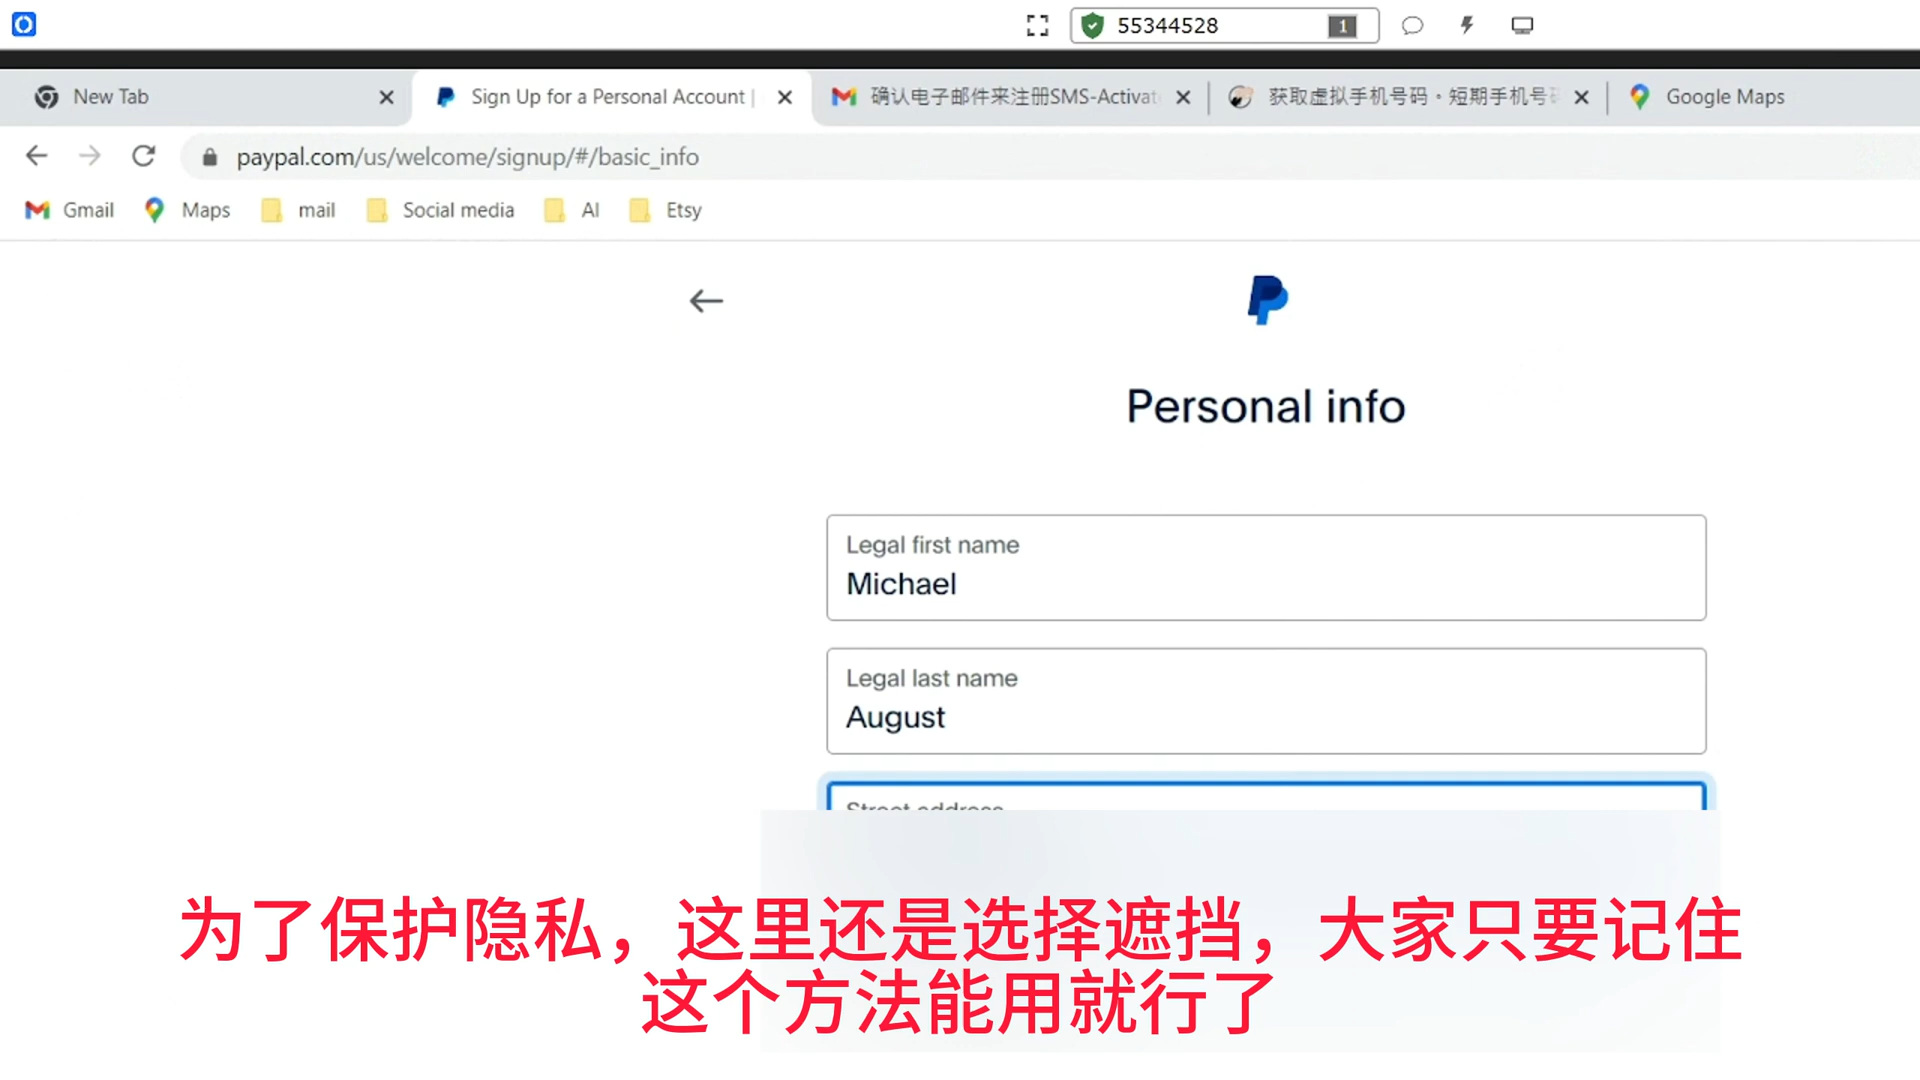 55344528
1
New Tab
Sign Up for a Personal Account |
确认电子邮件来注册SMS-Activat
获取虚拟手机号码·短期手机号
Google Maps
paypal.com/us/welcome/signup/#/basic_info
Gmail
Maps
mail
Social media
AI
Etsy
Personal info
Legal first name
Michael
Legal last name
August
Street address
为了保护隐私，这里还是选择遮挡，大家只要记住
这个方法能用就行了